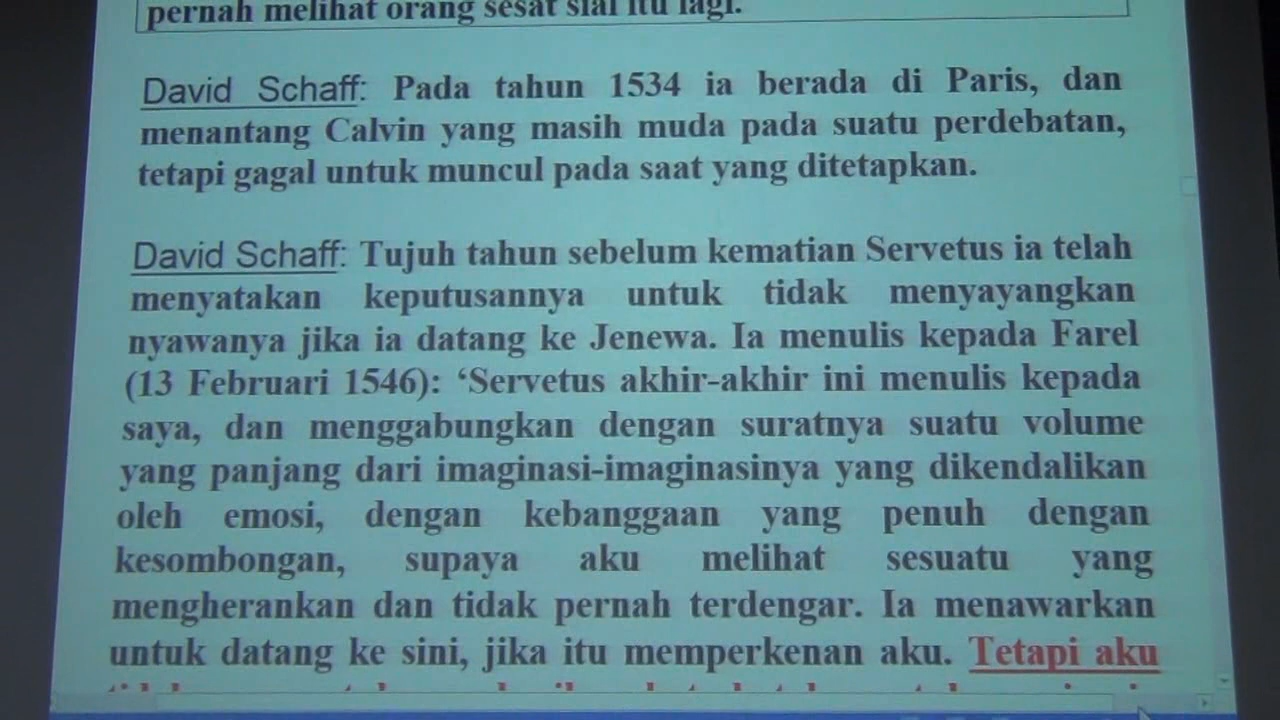 pernah melihat orang sesat sial itu lagi.
David Schaff: Pada tahun 1534 ia berada di Paris, dan
menantang Calvin yang masih muda pada suatu perdebatan,
tetapi gagal untuk muncul pada saat yang ditetapkan.
David Schaff: Tujuh tahun sebelum kematian Servetus ia telah
menyatakan keputusannya untuk tidak menyayangkan
nyawanya jika ia datang ke Jenewa. Ia menulis kepada Farel
(13 Februari 1546): ‘Servetus akhir-akhir ini menulis kepada
saya, dan menggabungkan dengan suratnya suatu volume
yang panjang dari imaginasi-imaginasinya yang dikendalikan
oleh emosi, dengan kebanggaan yang penuh dengan
kesombongan, supaya aku melihat sesuatu yang
mengherankan dan tidak pernah terdengar. Ia menawarkan
untuk datang ke sini, jika itu memperkenan aku. Tetapi aku